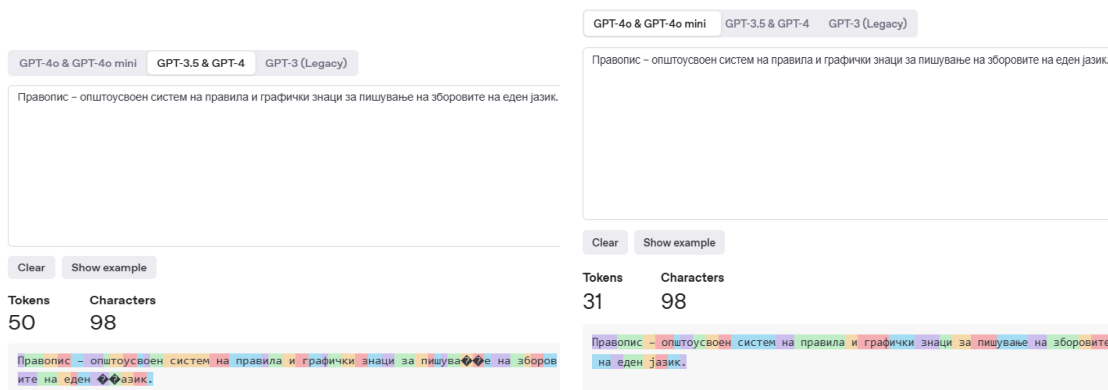 GPT-4o & GPT-4o mini GPT-3.5 & GPT-4 GPT-3 (Legacy)
Правопис – општоусвоен систем на правила и графички знаци за пишување на зборовите на еден јазик.
Clear Show example
Tokens Characters
50 98
Правопис – општоусвоен систем на правила и графички знаци за пишува��е на зборов
ите на еден ��азик.
GPT-4o & GPT-4o mini GPT-3.5 & GPT-4 GPT-3 (Legacy)
Правопис – општоусвоен систем на правила и графички знаци за пишување на зборовите на еден јазик.
Clear Show example
Tokens Characters
31 98
Правопис – општоусвоен систем на правила и графички знаци за пишување на зборовите
на еден јазик.